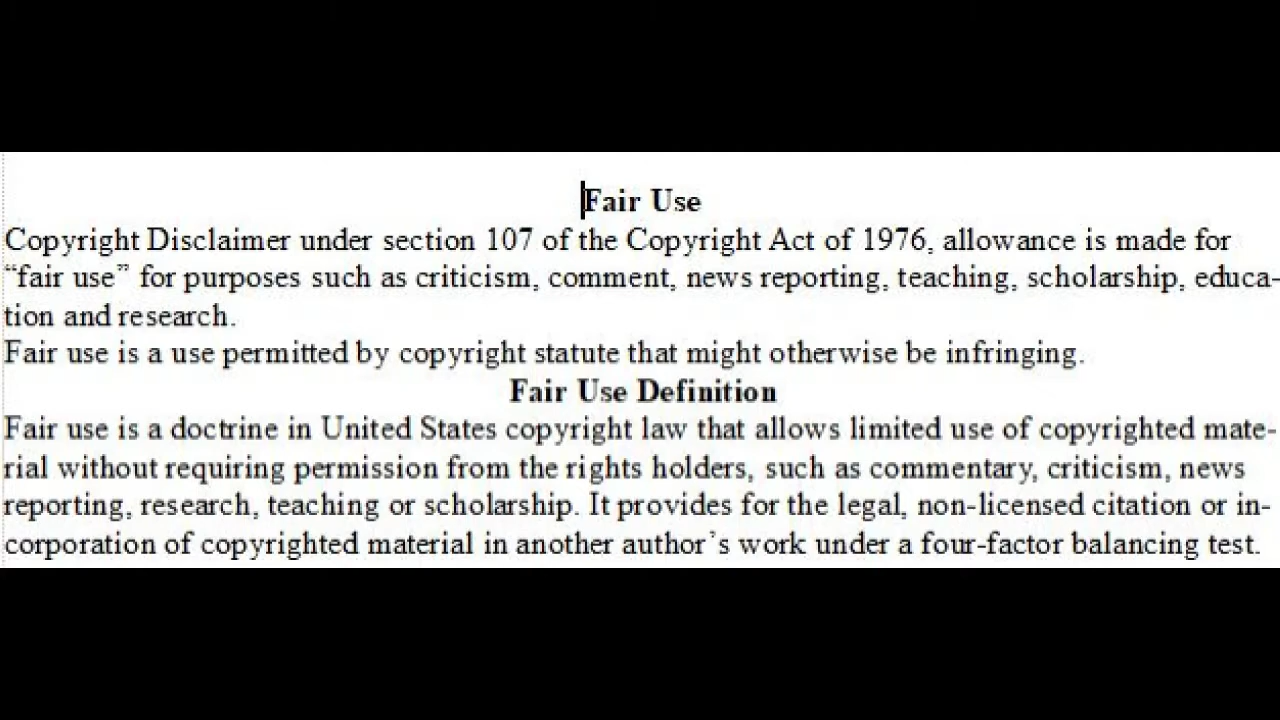 Fair Use
Copyright Disclaimer under section 107 of the Copyright Act of 1976, allowance is made for
“fair use” for purposes such as criticism, comment, news reporting, teaching, scholarship, educa-
tion and research.
Fair use is a use permitted by copyright statute that might otherwise be infringing.
Fair Use Definition
Fair use is a doctrine in United States copyright law that allows limited use of copyrighted mate-
rial without requiring permission from the rights holders, such as commentary, criticism, news
reporting, research, teaching or scholarship. It provides for the legal, non-licensed citation or in-
corporation of copyrighted material in another author’s work under a four-factor balancing test.